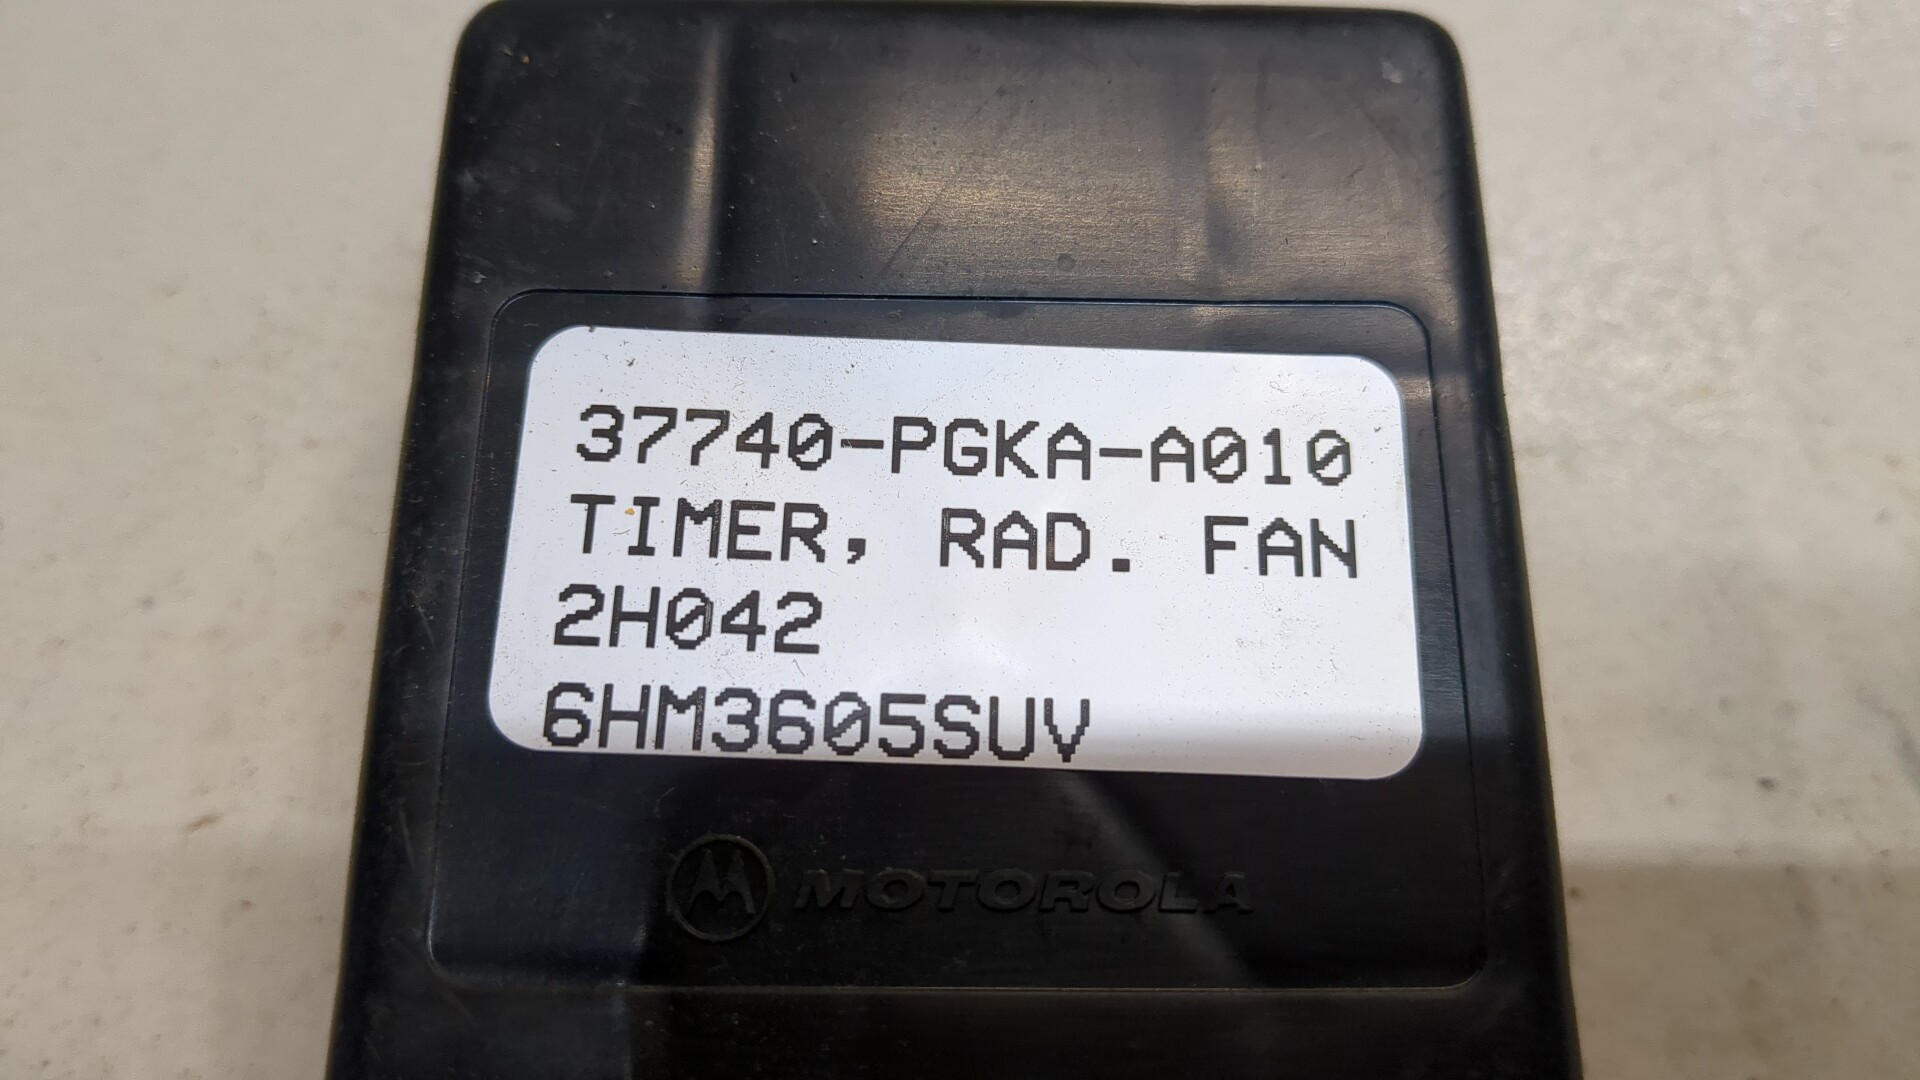 37740-PGKA-A010
TIMER, RAD. FAN
2H042
6HM3605SUV
MOTOROLA